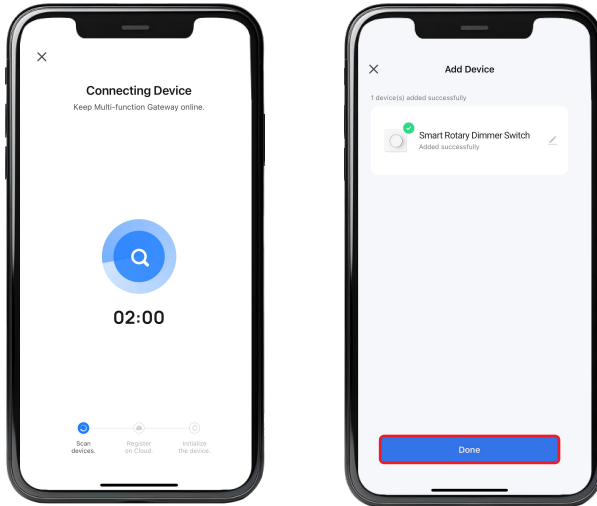 Connecting Device
Keep Multi-function Gateway online.
02:00
Scan
devices.
Register
on Cloud.
Initialize
the device.
Add Device
1 device(s) added successfully
Smart Rotary Dimmer Switch
Added successfully
Done